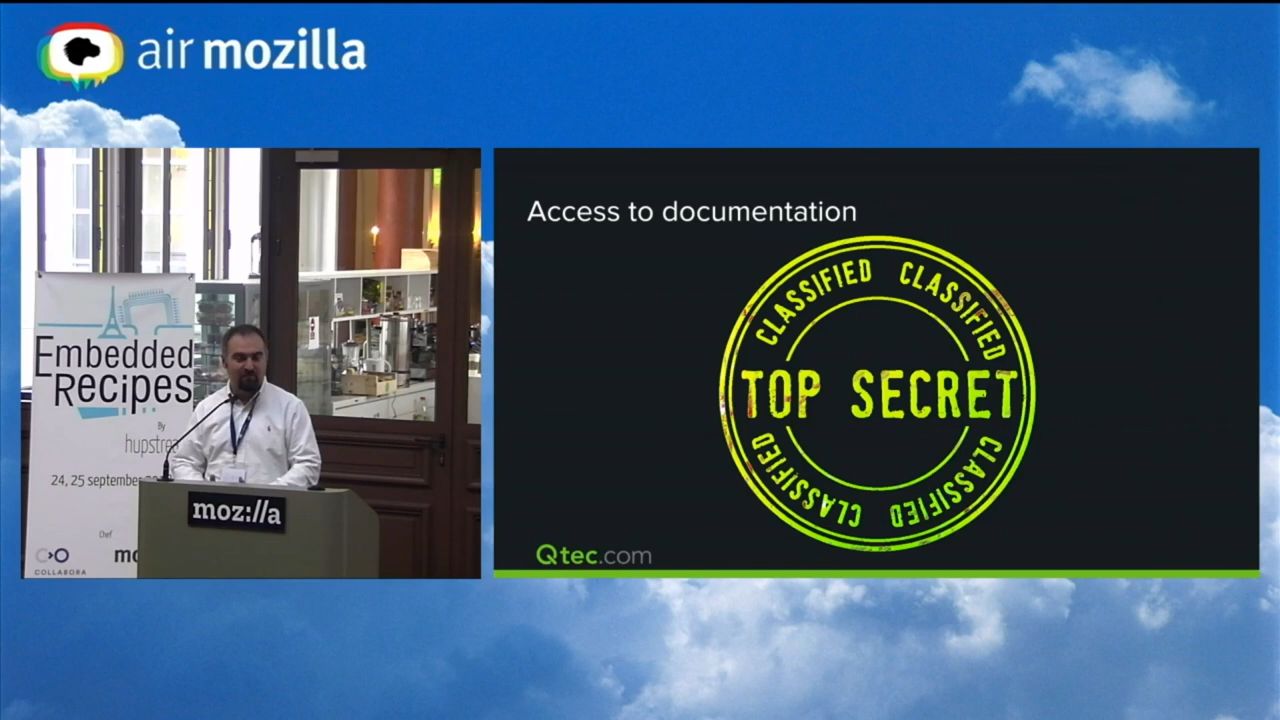 air mozilla
Embedded
Recipes
By
24, 25 september
Chef
COLLABORA
moz://a
Access to documentation
CLASSIFIED CLASSIFIED
TOP SECRET
CLASSIFIED CLASSIFIED
Qtec.com